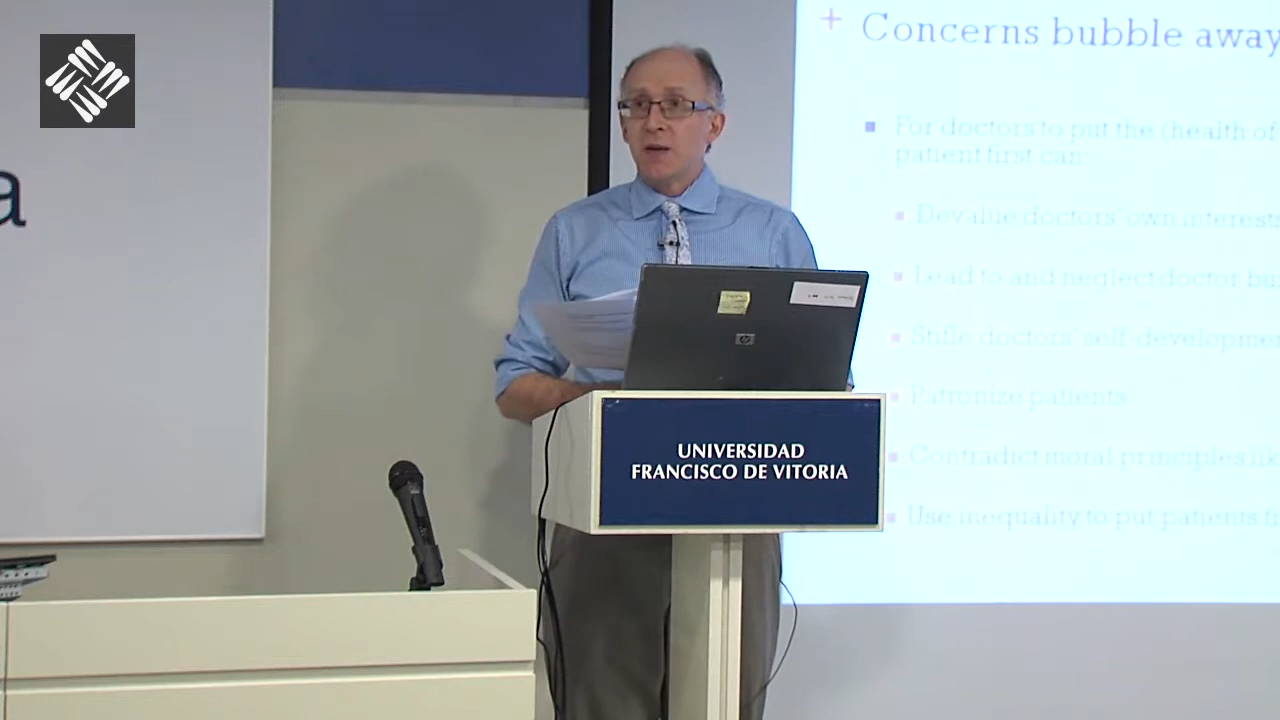 a
Concerns bubble away
For doctors to put the (health of
patient first can:
Devalue doctors' own interests
Lead to and neglect doctor bu
Stifle doctors' self-developme
Patronize patients
Contradict moral principles lik
Use inequality to put patients fi
hp
UNIVERSIDAD
FRANCISCO DE VITORIA